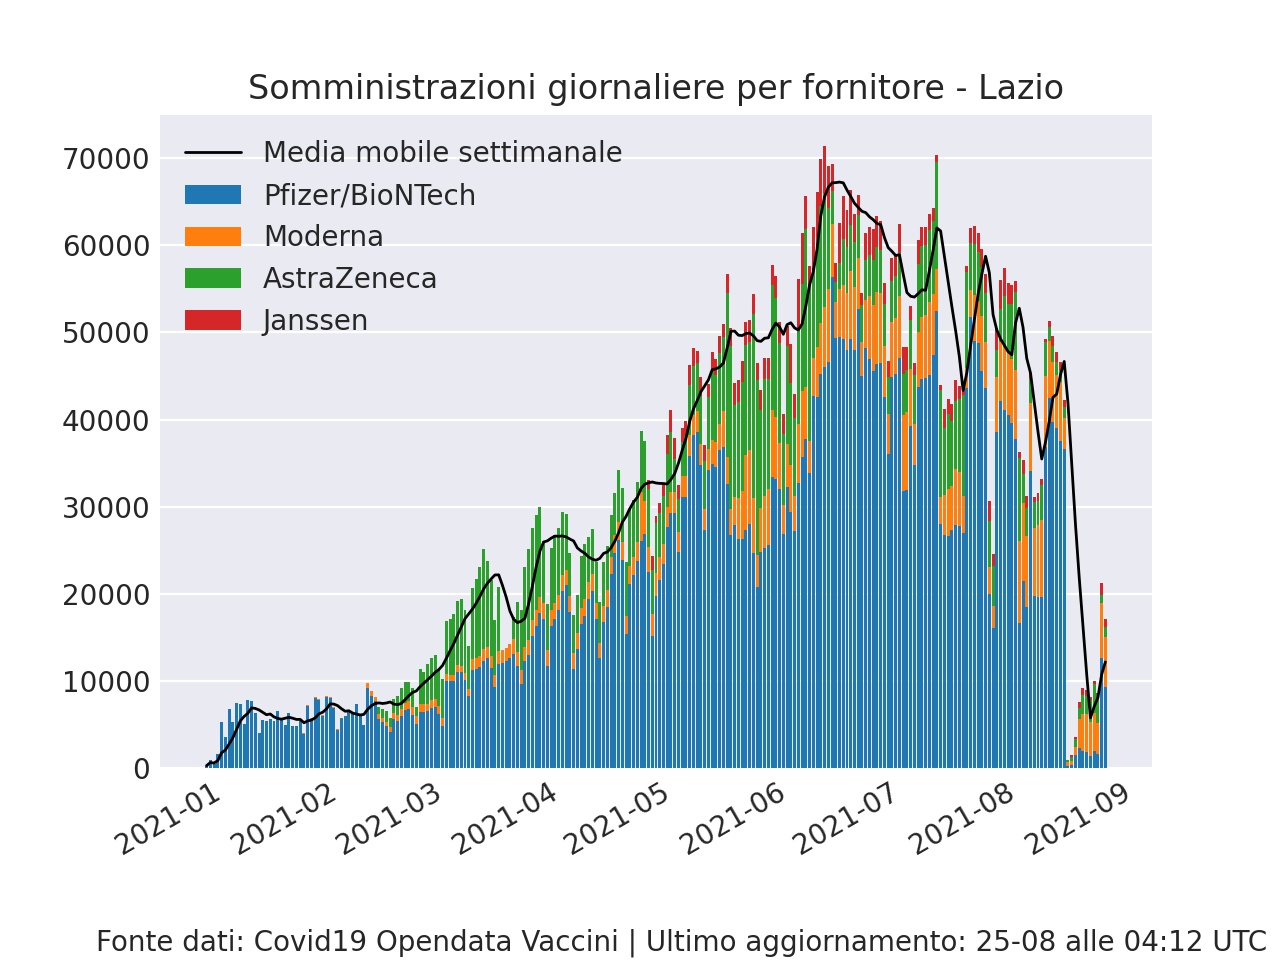 Somministrazioni giornaliere per fornitore - Lazio
Media mobile settimanale
Pfizer/BioNTech
Moderna
AstraZeneca
Janssen
70000
60000
50000
40000
30000
20000
10000
0
2021-01
2021-02
2021-03
2021-04
2021-05
2021-06
2021-07
2021-08
2021-09
Fonte dati: Covid19 Opendata Vaccini | Ultimo aggiornamento: 25-08 alle 04:12 UTC